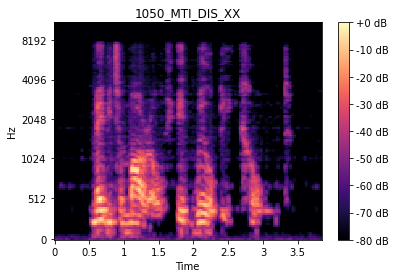 1050_MTI_DIS_XX
8192
4096
2048
1024
512
0
Hz
0 0.5 1 1.5 2 2.5 3 3.5
Time
+0 dB
-10 dB
-20 dB
-30 dB
-40 dB
-50 dB
-60 dB
-70 dB
-80 dB